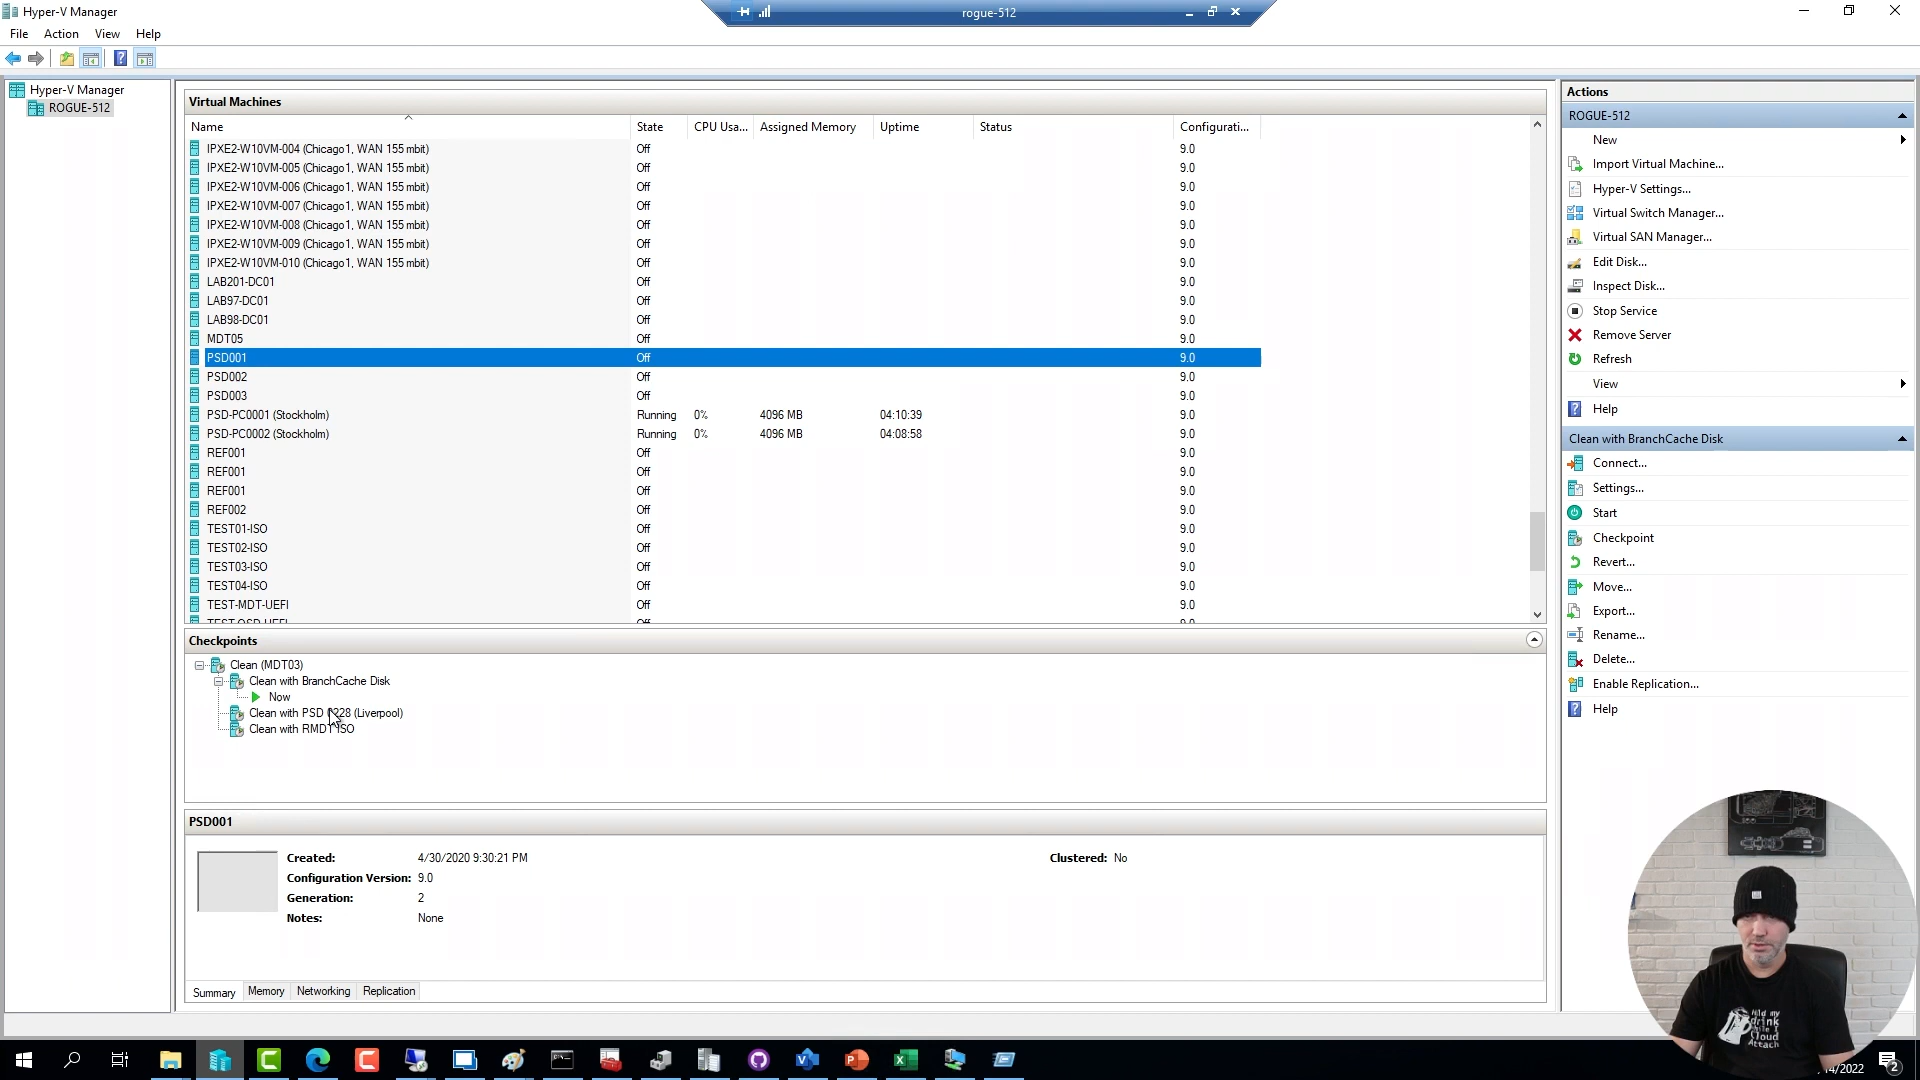 Hyper-V Manager
rogue-512
File Action View Help
Hyper-V Manager
ROGUE-512
Virtual Machines
Name State CPU Usa... Assigned Memory Uptime Status Configurati...
IPXE2-W10VM-004 (Chicago1, WAN 155 mbit) Off 9.0
IPXE2-W10VM-005 (Chicago1, WAN 155 mbit) Off 9.0
IPXE2-W10VM-006 (Chicago1, WAN 155 mbit) Off 9.0
IPXE2-W10VM-007 (Chicago1, WAN 155 mbit) Off 9.0
IPXE2-W10VM-008 (Chicago1, WAN 155 mbit) Off 9.0
IPXE2-W10VM-009 (Chicago1, WAN 155 mbit) Off 9.0
IPXE2-W10VM-010 (Chicago1, WAN 155 mbit) Off 9.0
LAB201-DC01 Off 9.0
LAB97-DC01 Off 9.0
LAB98-DC01 Off 9.0
MDT05 Off 9.0
PSD001 Off 9.0
PSD002 Off 9.0
PSD003 Off 9.0
PSD-PC0001 (Stockholm) Running 0% 4096 MB 04:10:39 9.0
PSD-PC0002 (Stockholm) Running 0% 4096 MB 04:08:58 9.0
REF001 Off 9.0
REF001 Off 9.0
REF001 Off 9.0
REF002 Off 9.0
TEST01-ISO Off 9.0
TEST02-ISO Off 9.0
TEST03-ISO Off 9.0
TEST04-ISO Off 9.0
TEST-MDT-UEFI Off 9.0
Checkpoints
Clean (MDT03)
Clean with BranchCache Disk
Now
Clean with PSD (Liverpool)
Clean with RMDT ISO
PSD001
Created: 4/30/2020 9:30:21 PM Clustered: No
Configuration Version: 9.0
Generation: 2
Notes: None
Summary Memory Networking Replication
Actions
ROGUE-512
New
Import Virtual Machine...
Hyper-V Settings...
Virtual Switch Manager...
Virtual SAN Manager...
Edit Disk...
Inspect Disk...
Stop Service
Remove Server
Refresh
View
Help
Clean with BranchCache Disk
Connect...
Settings...
Start
Checkpoint
Revert...
Move...
Export...
Rename...
Delete...
Enable Replication...
Help
Hold my
drink
while I
Cloud
Attach
14/2022
2